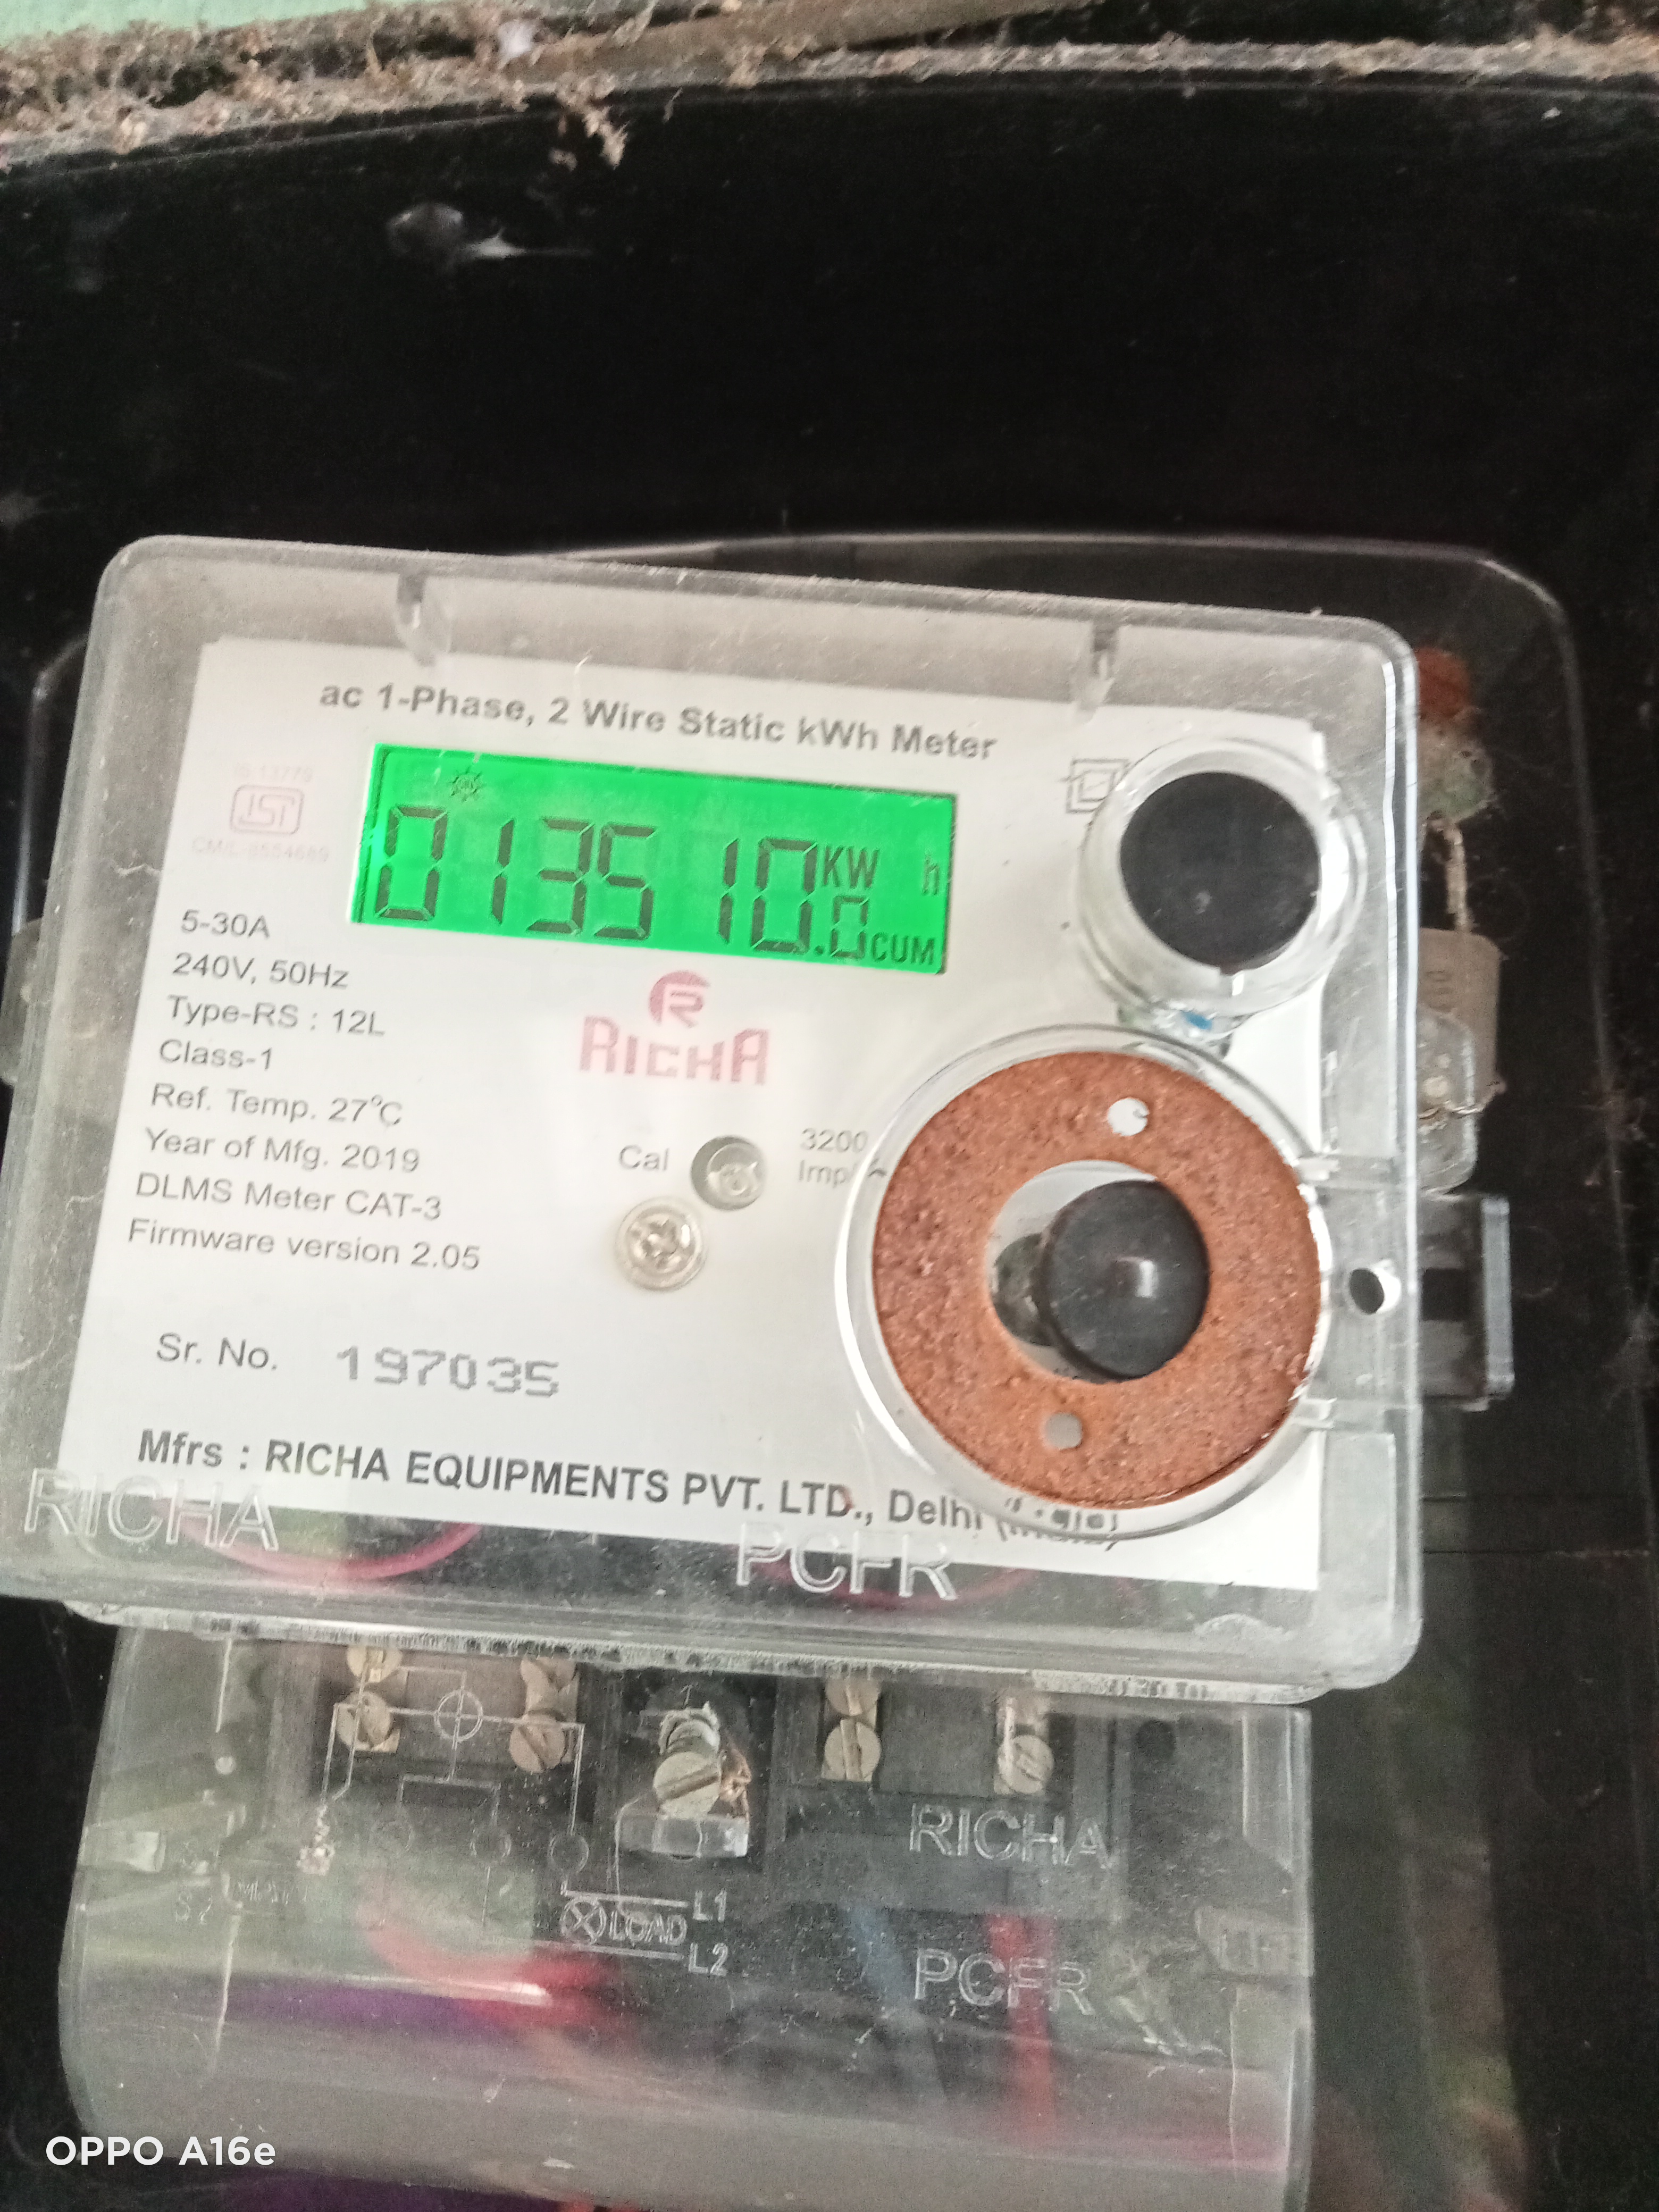 ac 1-Phase, 2 Wire Static kWh Meter
IS 13779
ISI
013510.0 KW h CUM
5-30A
240V, 50Hz
Type-RS : 12L
Class-1
Ref. Temp. 27°C
Year of Mfg. 2019
DLMS Meter CAT-3
Firmware version 2.05
RICHA
Cal
3200
Imp/
Sr. No. 197035
Mfrs : RICHA EQUIPMENTS PVT. LTD., Delhi
RICHA
PCFR
RICHA
LOAD
L1
L2
PCFR
OPPO A16e